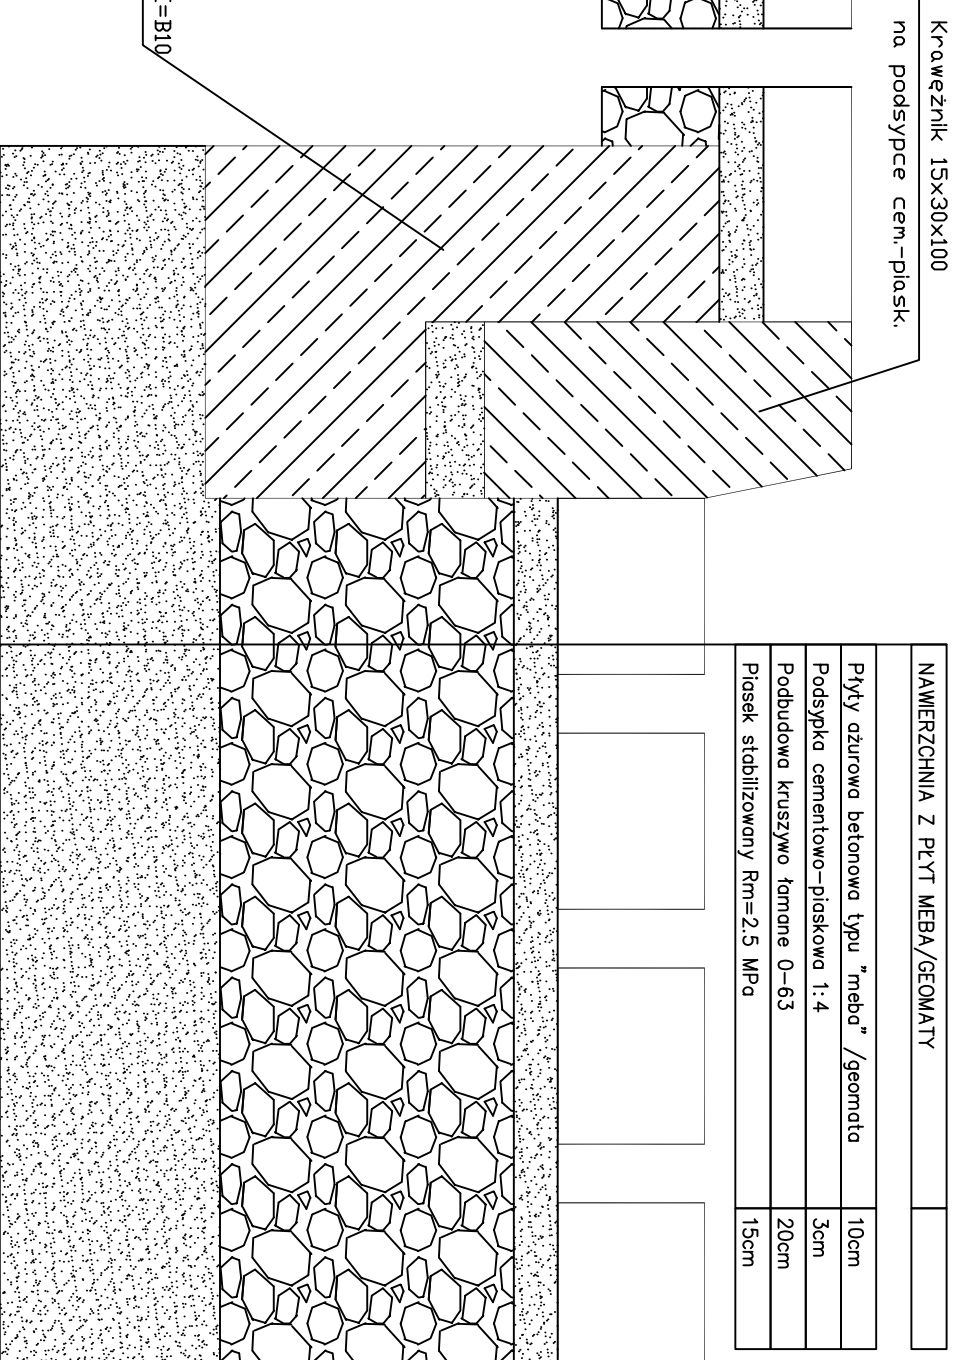 Krawężnik 15x30x100
na podsypce cem.-piask.
=B10
NAWIERZCHNIA Z PŁYT MEBA/GEOMATY
Płyty ażurowa betonowa typu "meba" /geomata 10cm
Podsypka cementowo-piaskowa 1:4 3cm
Podbudowa kruszywo łamane 0-63 20cm
Piasek stabilizowany Rm=2.5 MPa 15cm